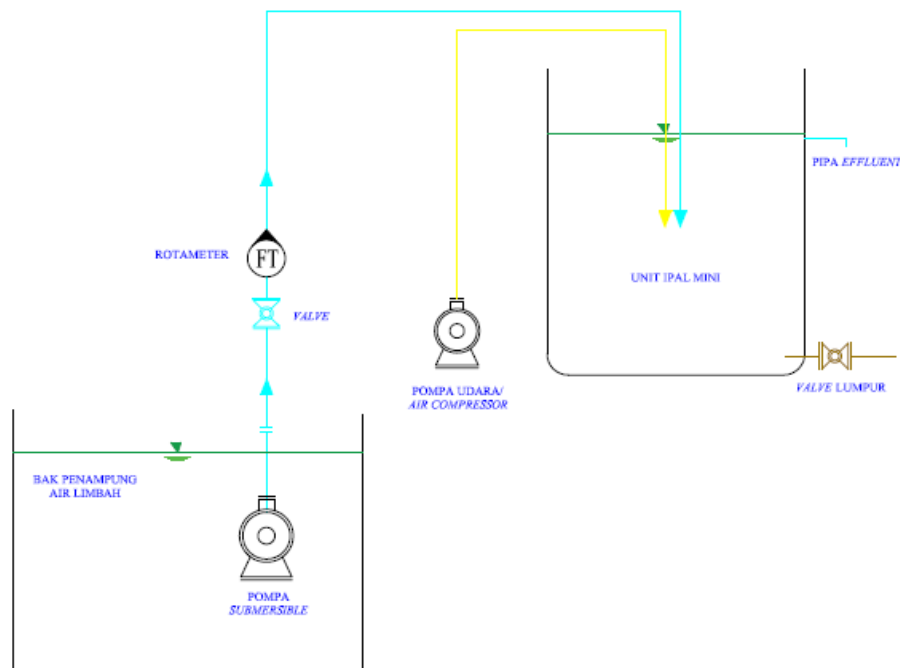 PIPA EFFLUENT
ROTAMETER
FT
UNIT IPAL MINI
VALVE
POMPA UDARA/
AIR COMPRESSOR
VALVE LUMPUR
BAK PENAMPUNG
AIR LIMBAH
POMPA
SUBMERSIBLE